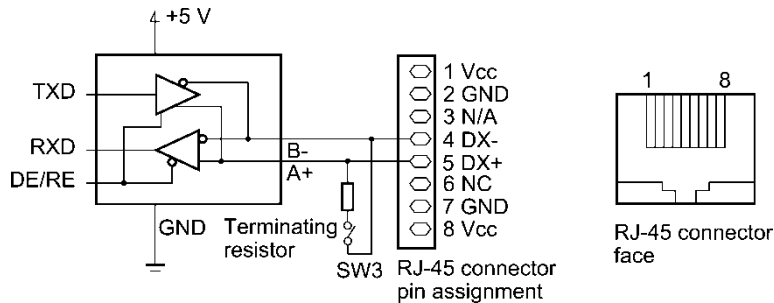 +5 V
TXD
RXD
DE/RE
GND
B-
A+
Terminating
resistor
SW3
1 Vcc
2 GND
3 N/A
4 DX-
5 DX+
6 NC
7 GND
8 Vcc
RJ-45 connector
pin assignment
1 8
RJ-45 connector
face